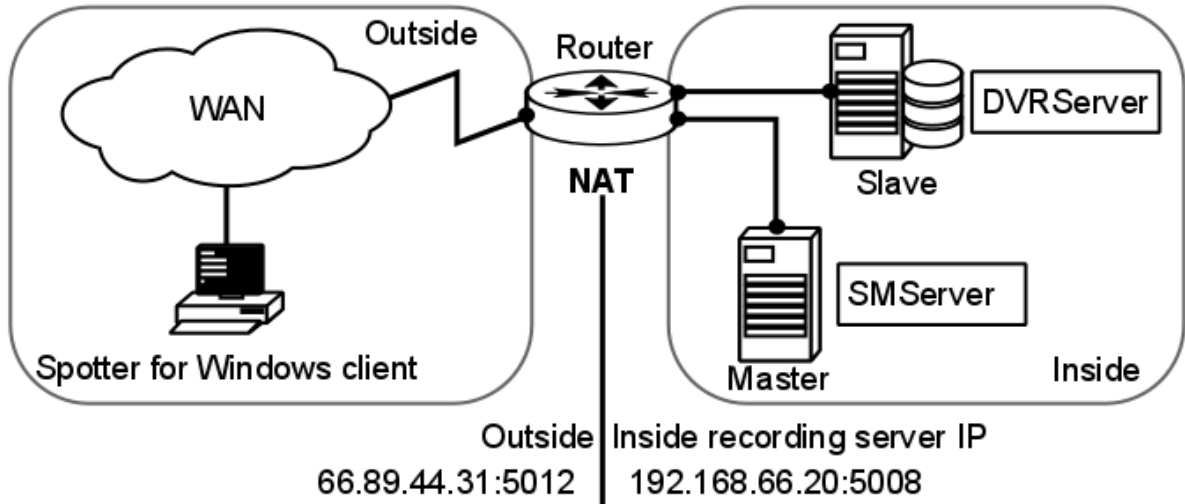 Outside
Router
WAN
DVRServer
NAT
Slave
SMServer
Spotter for Windows client
Master
Inside
Outside Inside recording server IP
66.89.44.31:5012 192.168.66.20:5008